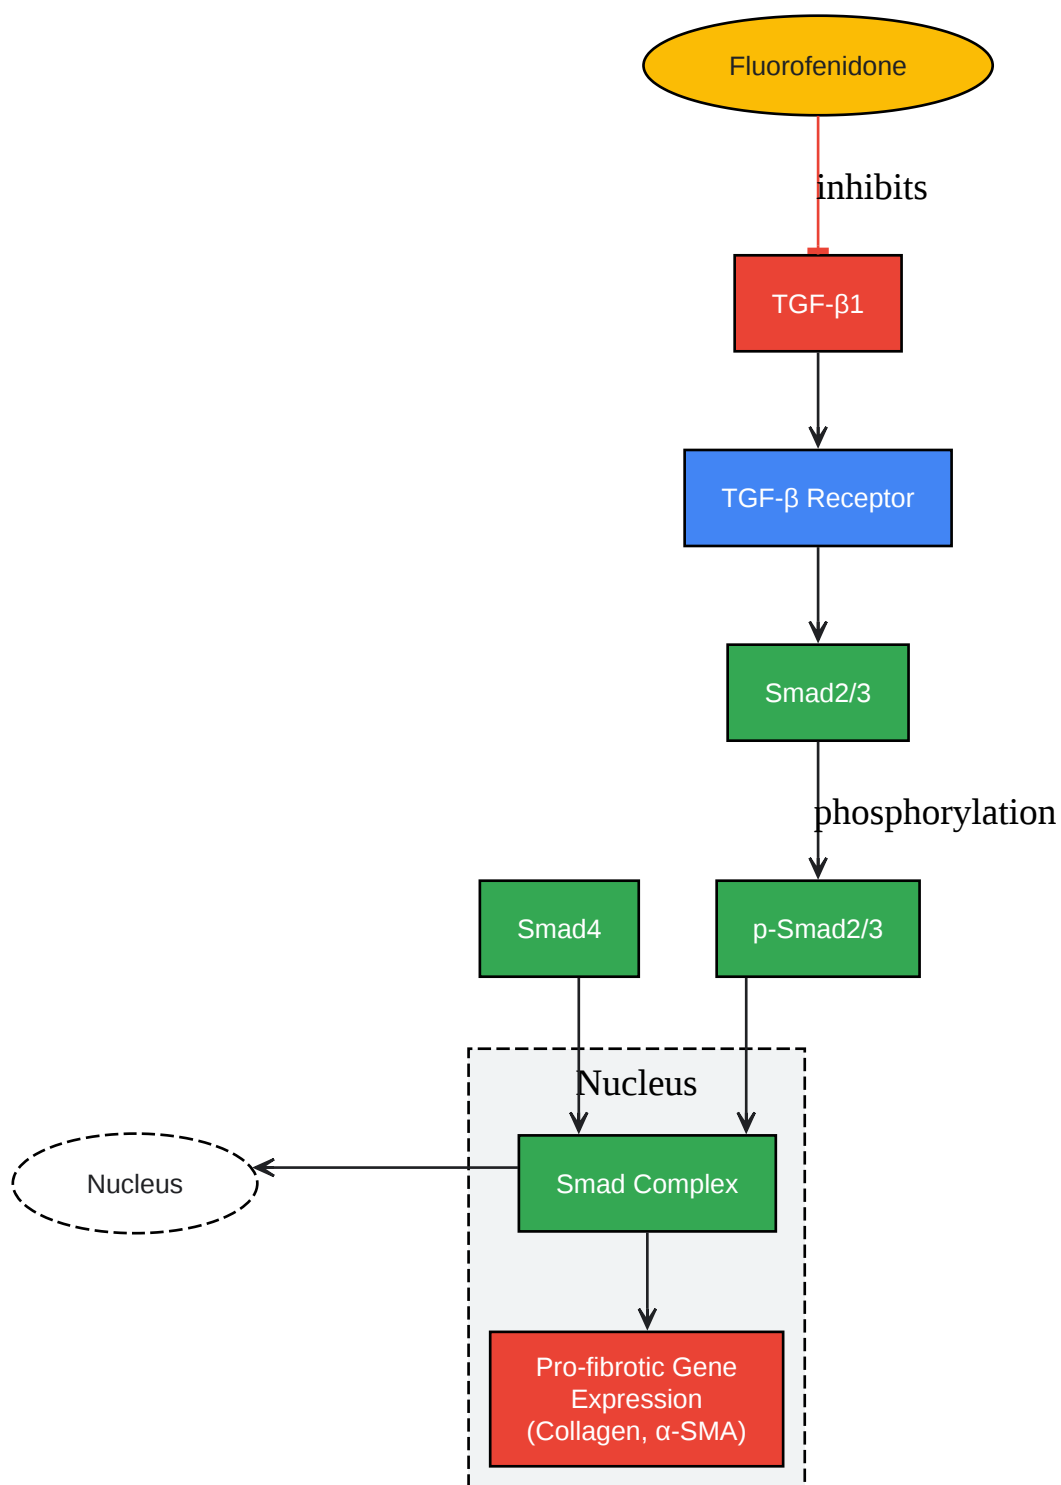 Fluorofenidone
inhibits
TGF-β1
TGF-β Receptor
Smad2/3
phosphorylation
Smad4
p-Smad2/3
Nucleus
Nucleus
Smad Complex
Pro-fibrotic Gene
Expression
(Collagen, α-SMA)